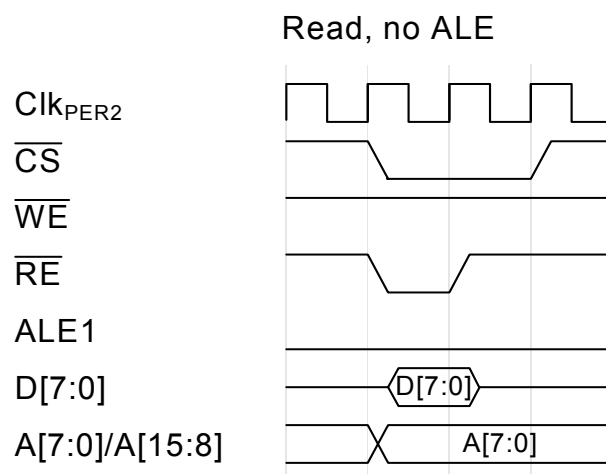 Read, no ALE
ClkPER2
CS
WE
RE
ALE1
D[7:0] D[7:0]
A[7:0]/A[15:8] A[7:0]